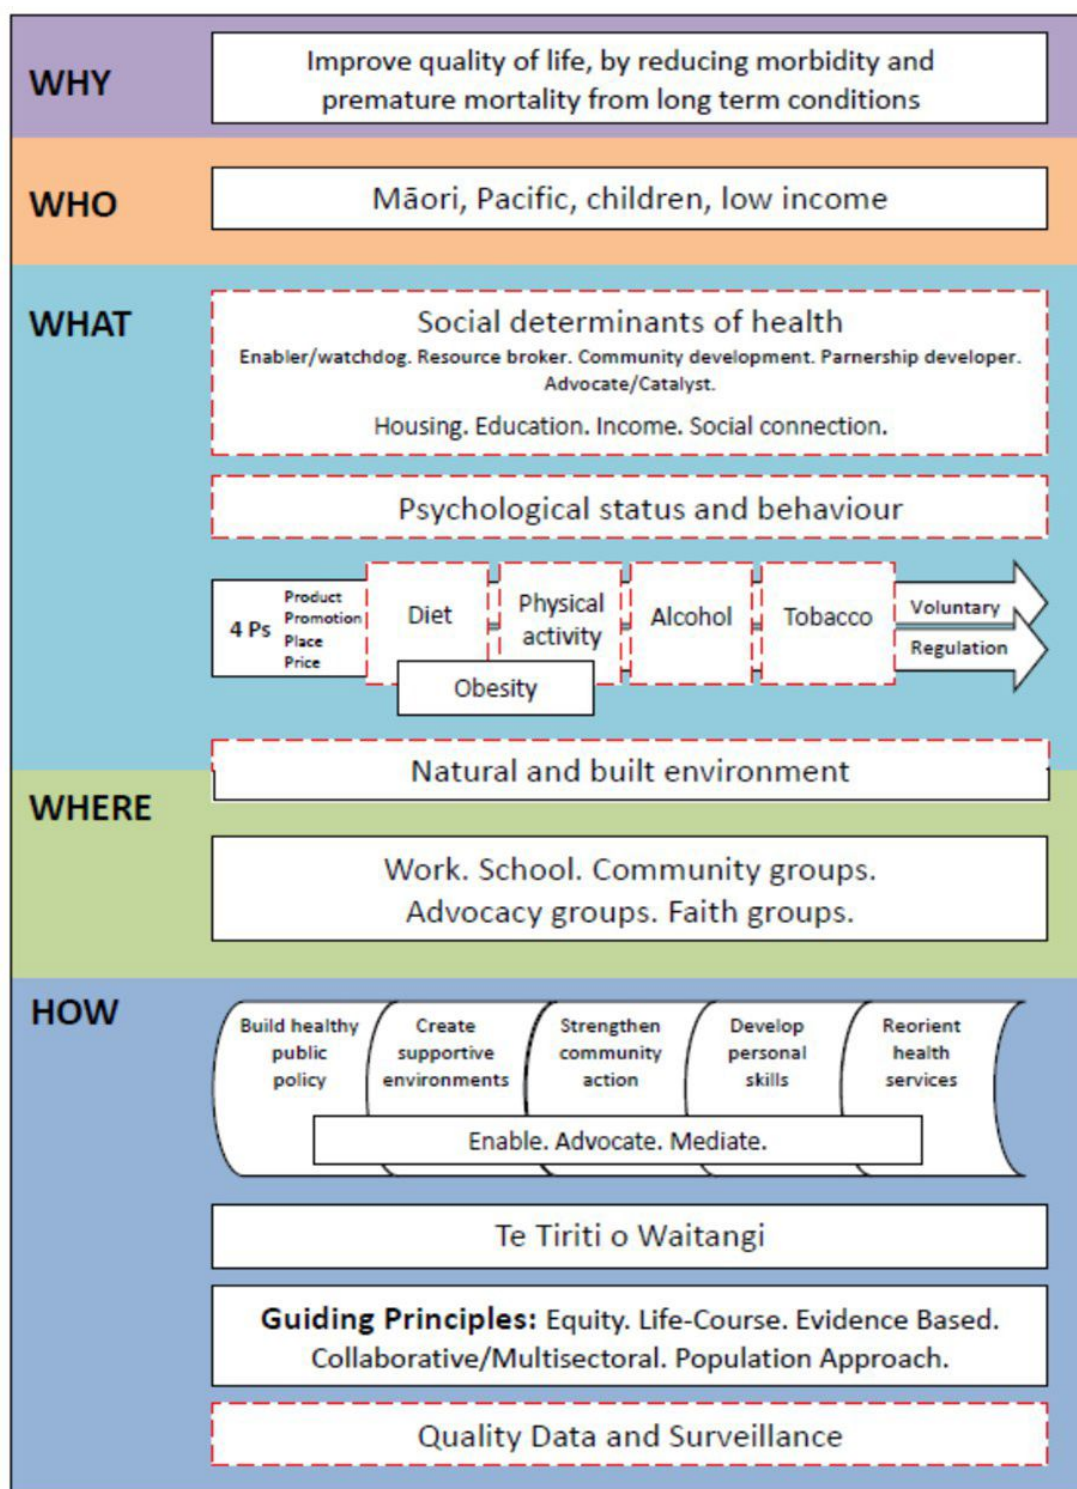 WHY
Improve quality of life, by reducing morbidity and
premature mortality from long term conditions
WHO
Māori, Pacific, children, low income
WHAT
Social determinants of health
Enabler/watchdog. Resource broker. Community development. Parnership developer.
Advocate/Catalyst.
Housing. Education. Income. Social connection.
Psychological status and behaviour
4 Ps
Product
Promotion
Place
Price
Diet
Physical
activity
Alcohol
Tobacco
Voluntary
Regulation
Obesity
Natural and built environment
WHERE
Work. School. Community groups.
Advocacy groups. Faith groups.
HOW
Build healthy
public
policy
Create
supportive
environments
Strengthen
community
action
Develop
personal
skills
Reorient
health
services
Enable. Advocate. Mediate.
Te Tiriti o Waitangi
Guiding Principles: Equity. Life-Course. Evidence Based.
Collaborative/Multisectoral. Population Approach.
Quality Data and Surveillance